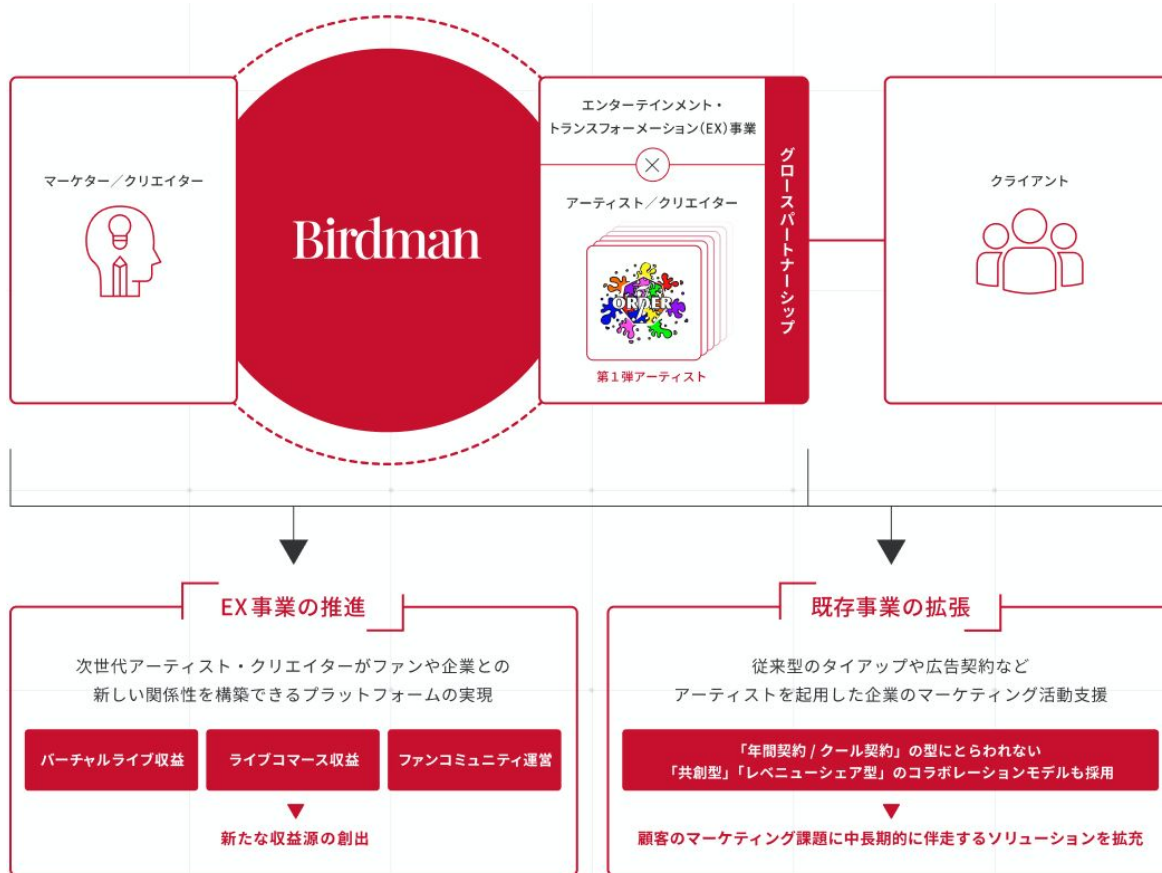 マーケター／クリエイター
Birdman
エンターテインメント・
トランスフォーメーション（EX）事業
アーティスト／クリエイター
ORDER
第１弾アーティスト
グロースパートナーシップ
クライアント
EX事業の推進
次世代アーティスト・クリエイターがファンや企業との
新しい関係性を構築できるプラットフォームの実現
バーチャルライブ収益
ライブコマース収益
ファンコミュニティ運営
新たな収益源の創出
既存事業の拡張
従来型のタイアップや広告契約など
アーティストを起用した企業のマーケティング活動支援
「年間契約 / クール契約」の型にとらわれない
「共創型」「レベニューシェア型」のコラボレーションモデルも採用
顧客のマーケティング課題に中長期的に伴走するソリューションを拡充